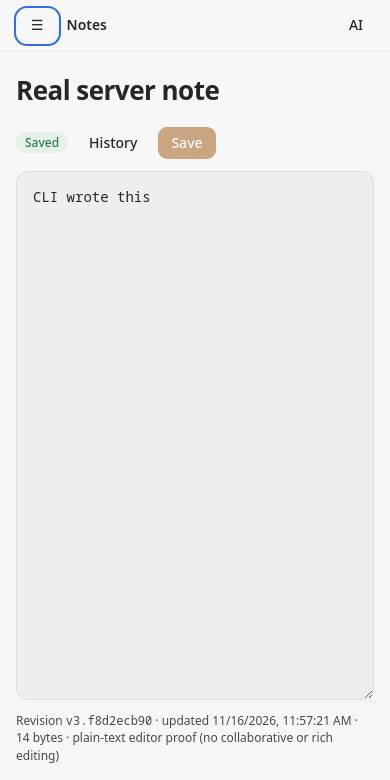 ☰ Notes AI
Real server note
Saved History Save
CLI wrote this
Revision v3.f8d2ecb90 · updated 11/16/2026, 11:57:21 AM ·
14 bytes · plain-text editor proof (no collaborative or rich
editing)